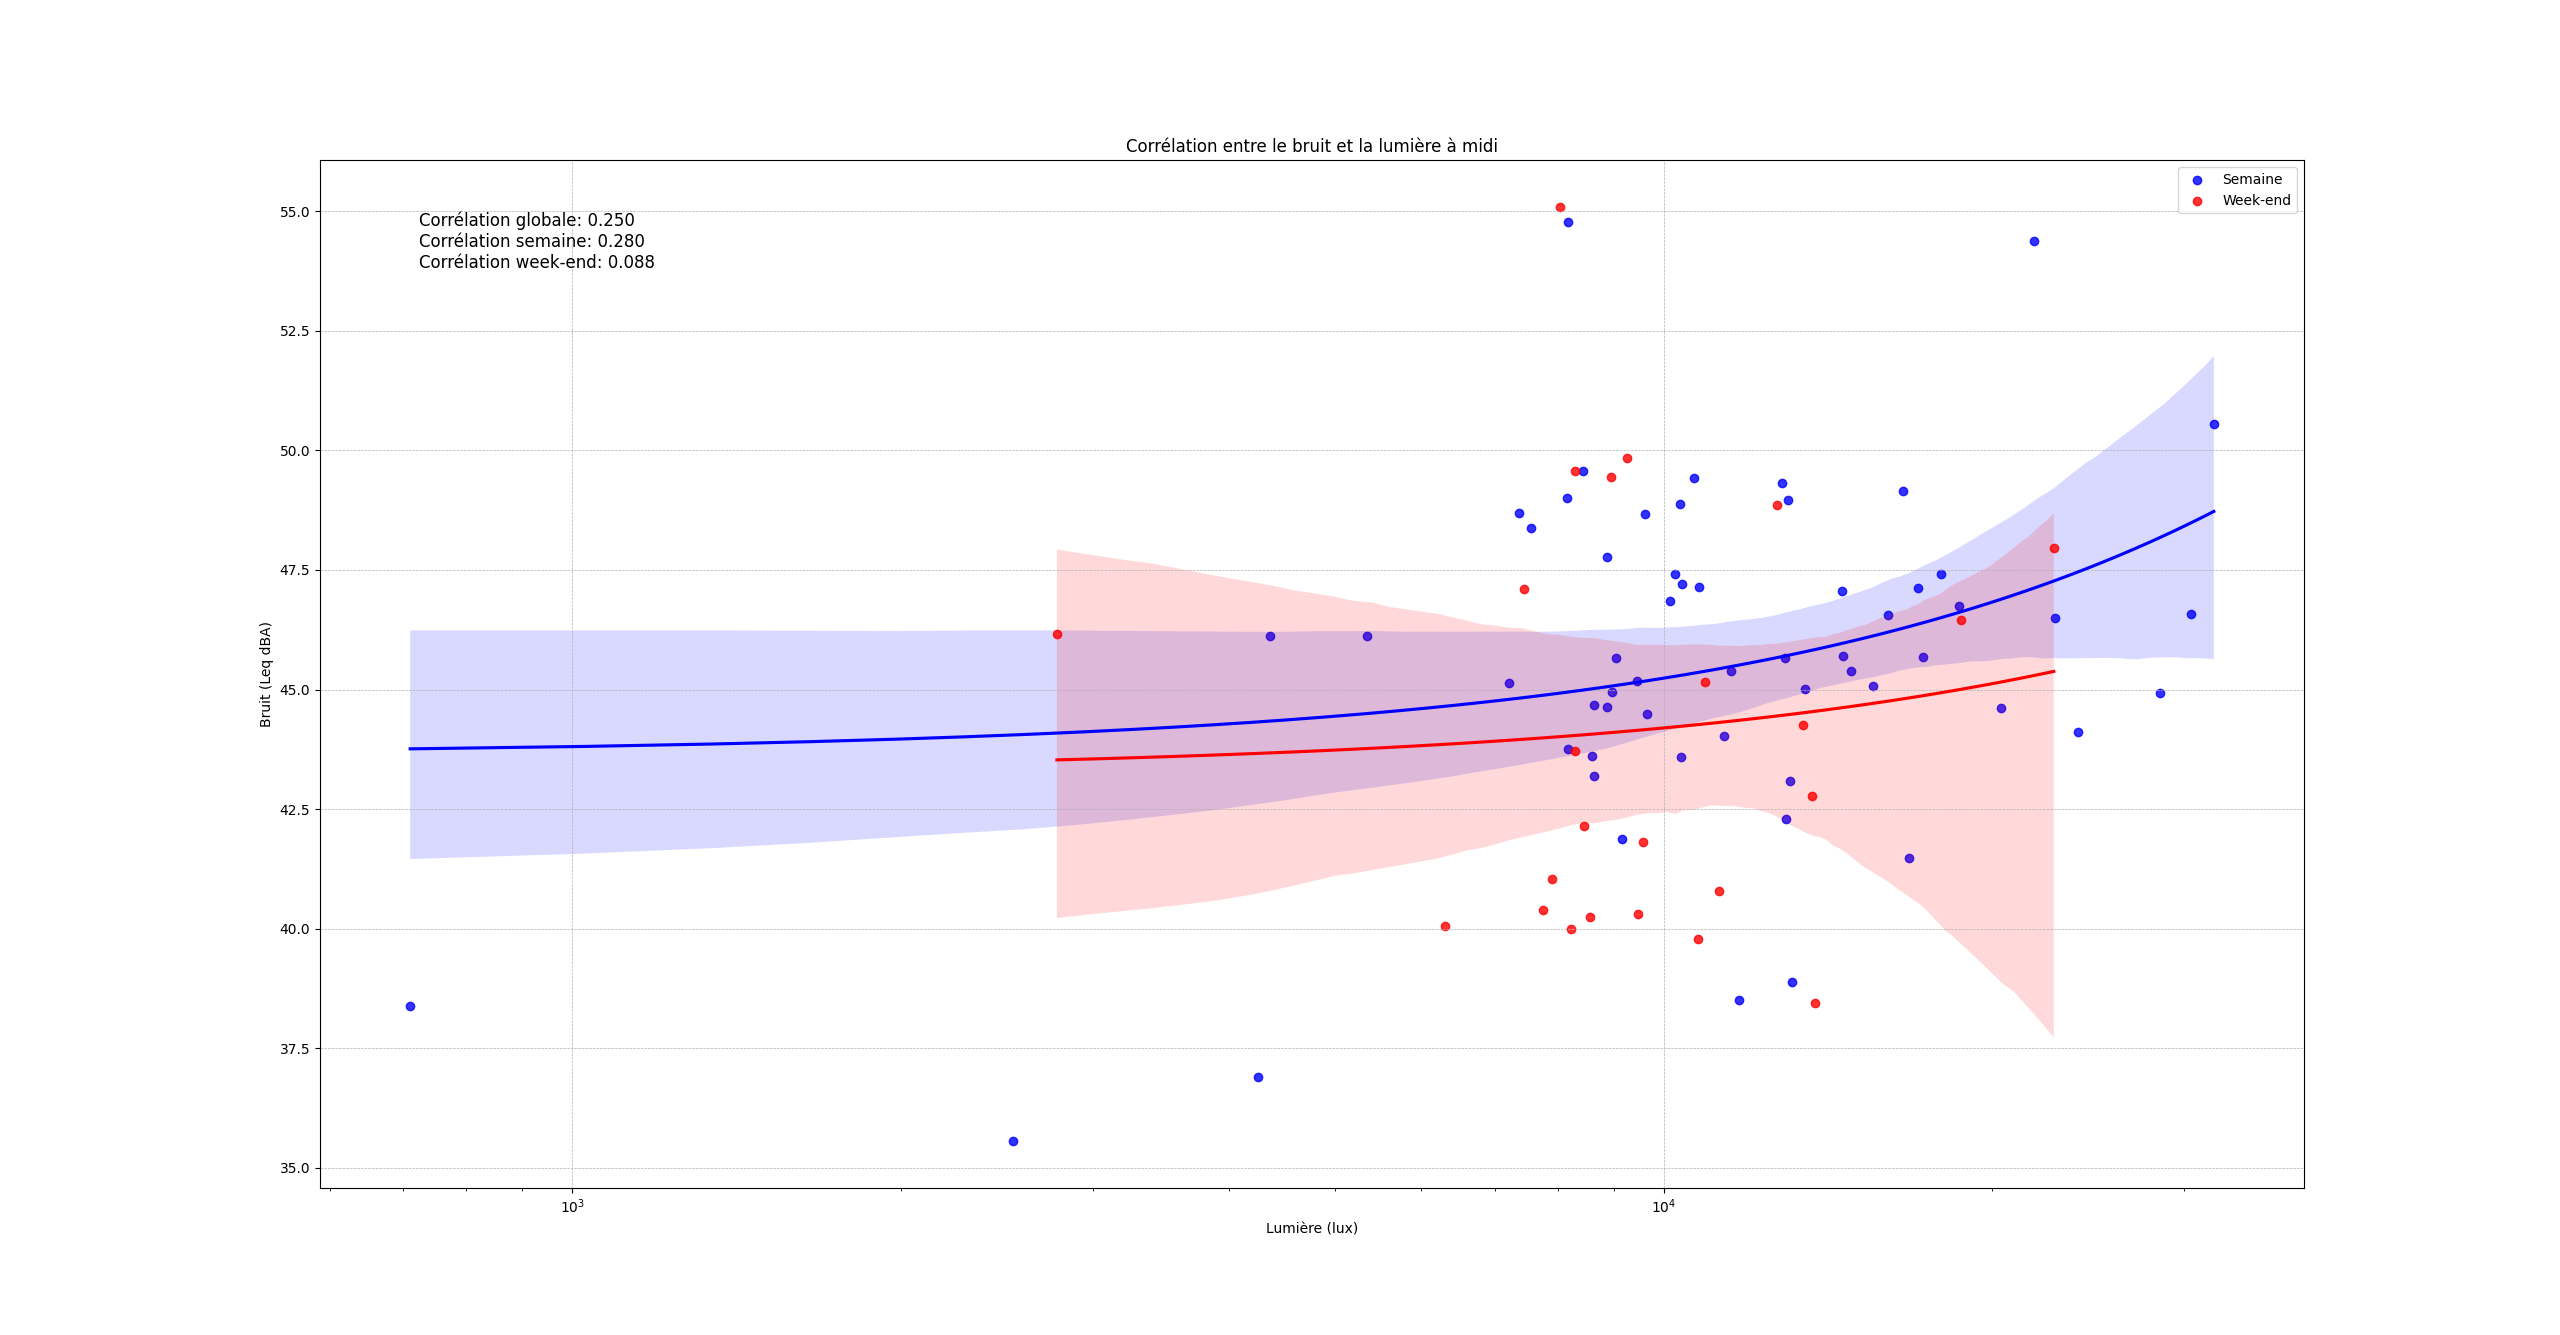 Corrélation entre le bruit et la lumière à midi
Semaine
Week-end
Corrélation globale: 0.250
Corrélation semaine: 0.280
Corrélation week-end: 0.088
55.0
52.5
50.0
47.5
45.0
42.5
40.0
37.5
35.0
Bruit (Leq dBA)
10³
10⁴
Lumière (lux)